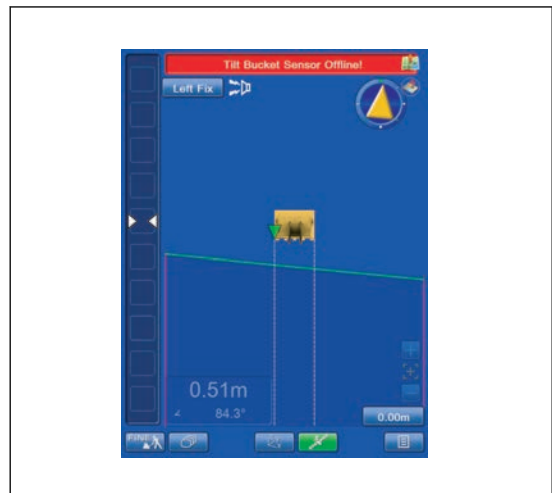 Tilt Bucket Sensor Offline!
Left Fix
0.51m
84.3°
0.00m
FINE